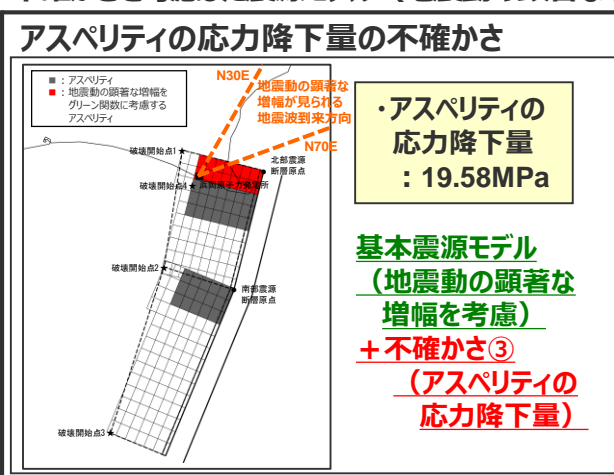 アスペリティの応力降下量の不確かさ
■：アスペリティ
■：地震動の顕著な増幅を
グリーン関数に考慮する
アスペリティ
N30E
地震動の顕著な
増幅が見られる
地震波到来方向
N70E
破壊開始点1
北部震源
断層原点
破壊開始点4
浜岡原子力発電所
破壊開始点2
南部震源
断層原点
破壊開始点3
・アスペリティの
応力降下量
：19.58MPa
基本震源モデル
（地震動の顕著な
増幅を考慮）
＋不確かさ③
（アスペリティの
応力降下量）